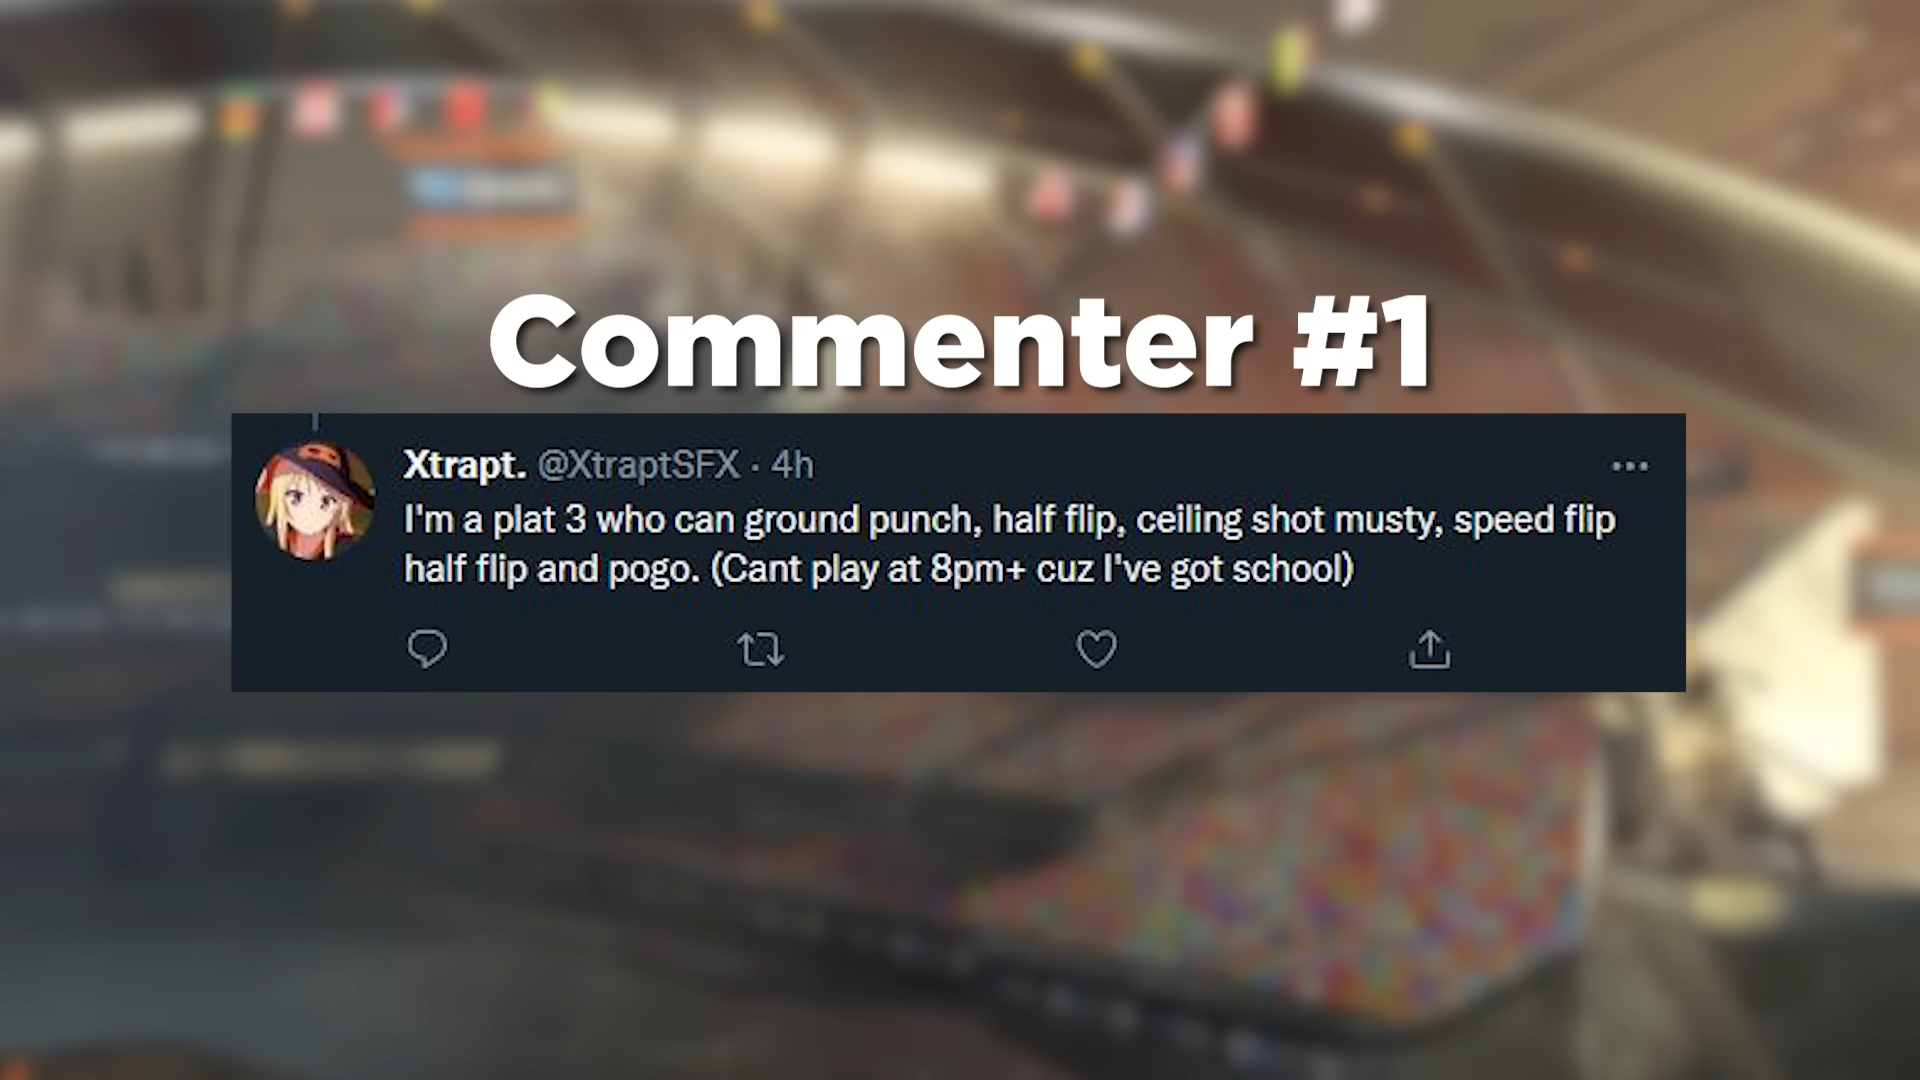 Commenter #1
Xtrapt. @XtraptSFX · 4h
I'm a plat 3 who can ground punch, half flip, ceiling shot musty, speed flip
half flip and pogo. (Cant play at 8pm+ cuz I've got school)